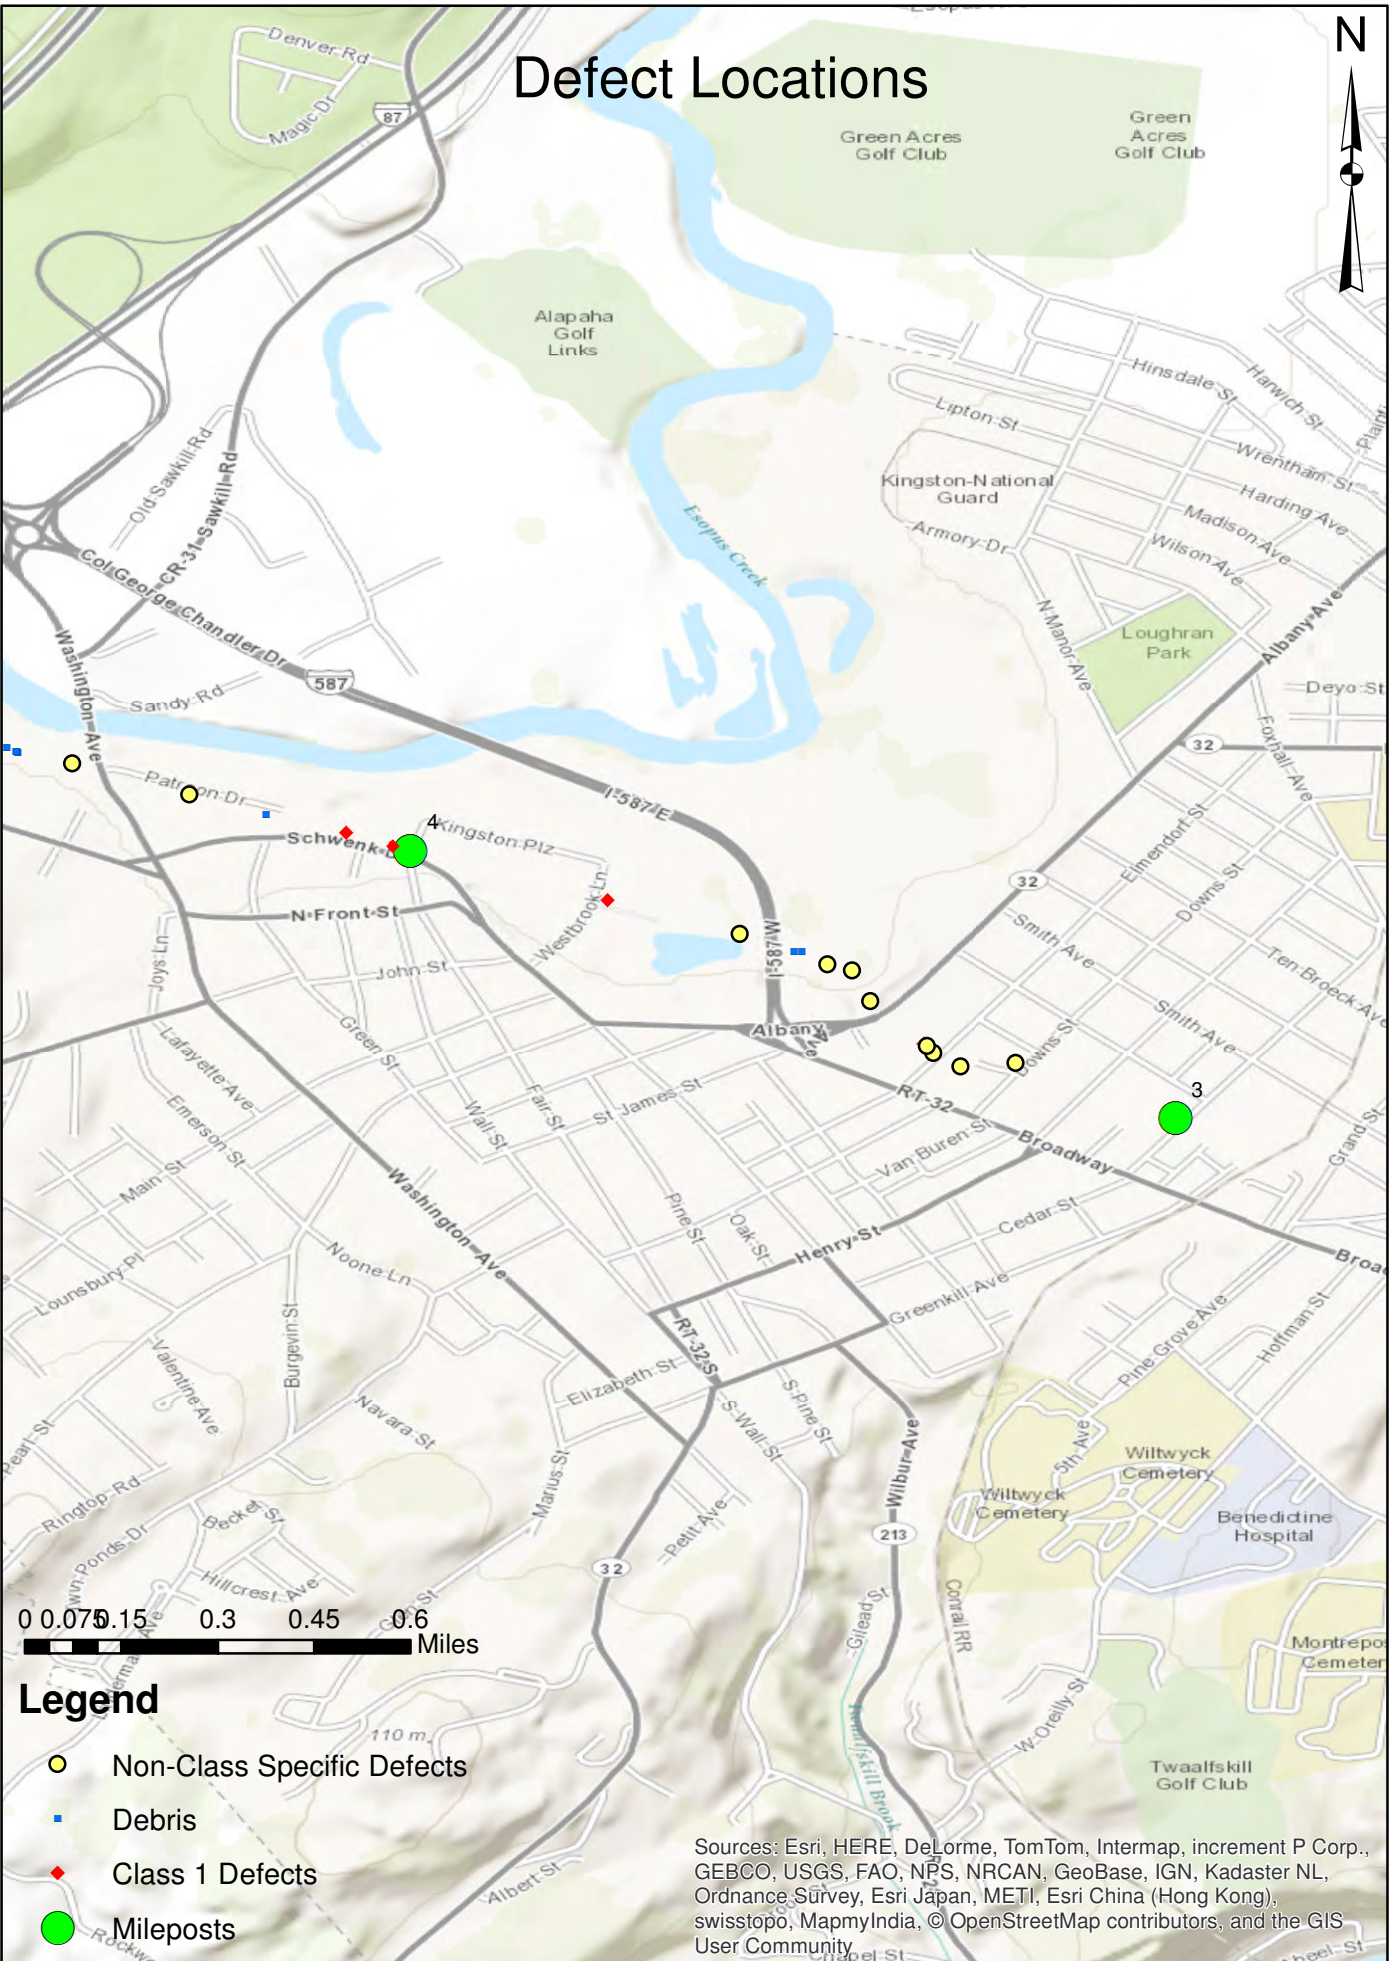 Defect Locations
N
Denver Rd
Magic Dr
87
Green Acres
Golf Club
Green
Acres
Golf Club
Alapaha
Golf
Links
Hinsdale St
Harwich St
Lipton St
Wrentham St
Kingston-National
Guard
Harding Ave
Madison Ave
Armory Dr
Wilson Ave
Old Sawkill Rd
CR-31-Sawkill-Rd
Esopus Creek
Col George Chandler Dr
587
N Manor Ave
Loughran
Park
Albany Ave
Deyo St
Washington Ave
Sandy Rd
32
Foxhall Ave
Patroon Dr
I-587 E
Kingston Plz
4
Schwenk
Elmendorf St
Downs St
32
N Front St
Westbrook Ln
I-587 W
Smith Ave
Ten Broeck Ave
Joys Ln
John St
Albany
Ave
Smith Ave
Downs St
Green St
Lafayette Ave
Emerson St
Fair St
Wall St
St James St
RT-32
3
Broadway
Van Buren St
Grand St
Main St
Washington Ave
Pine St
Oak St
Henry St
Cedar St
Noone Ln
Lounsbury Pl
Greenkill Ave
Burgevin St
Valentine Ave
RT-32 S
Elizabeth St
Pine Grove Ave
Hoffman St
S Wall St
S Pine St
Navara St
Pearl St
Marius St
Wilbur Ave
5th Ave
Wiltwyck
Cemetery
Wiltwyck
Cemetery
Benedictine
Hospital
Ringtop Rd
Becket St
Petit Ave
213
32
Hillcrest Ave
Gilead St
Conrail RR
0 0.075 0.15 0.3 0.45 0.6
Miles
W O'Reilly St
110 m
Twaalfskill Brook
Twaalfskill
Golf Club
Albert St
Legend
Non-Class Specific Defects
Debris
Class 1 Defects
Mileposts
Sources: Esri, HERE, DeLorme, TomTom, Intermap, increment P Corp.,
GEBCO, USGS, FAO, NPS, NRCAN, GeoBase, IGN, Kadaster NL,
Ordnance Survey, Esri Japan, METI, Esri China (Hong Kong),
swisstopo, MapmyIndia, © OpenStreetMap contributors, and the GIS
User Community
Chapel St